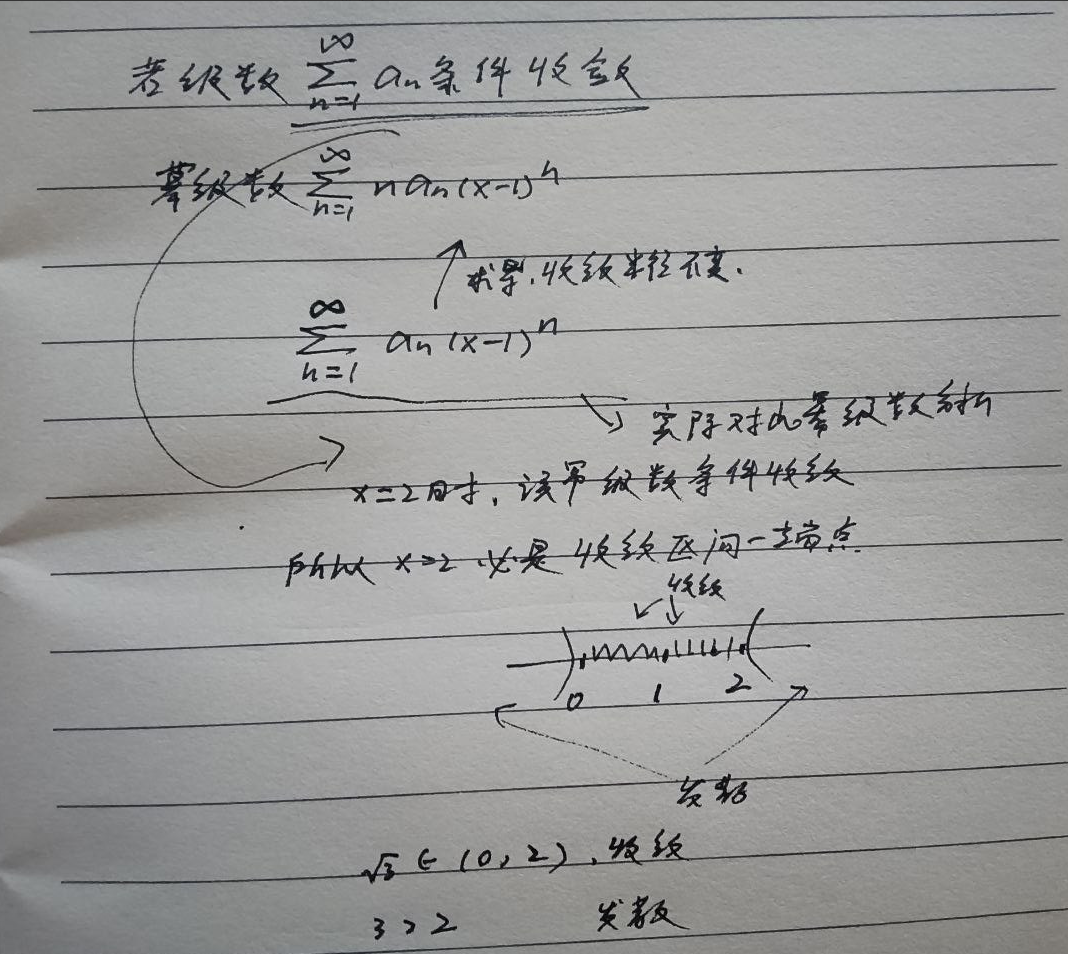 若级数 $\sum_{n=1}^{\infty} a_n$ 条件收敛
幂级数 $\sum_{n=1}^{\infty} n a_n (x-1)^n$
求导,收敛半径不变.
$\sum_{n=1}^{\infty} a_n (x-1)^n$
实际对此幂级数分析
x=2时,该幂级数条件收敛
所以 x=2 必是收敛区间一端点
收敛
0 1 2
发散
$\sqrt{3} \in (0, 2)$,收敛
3>2 发散